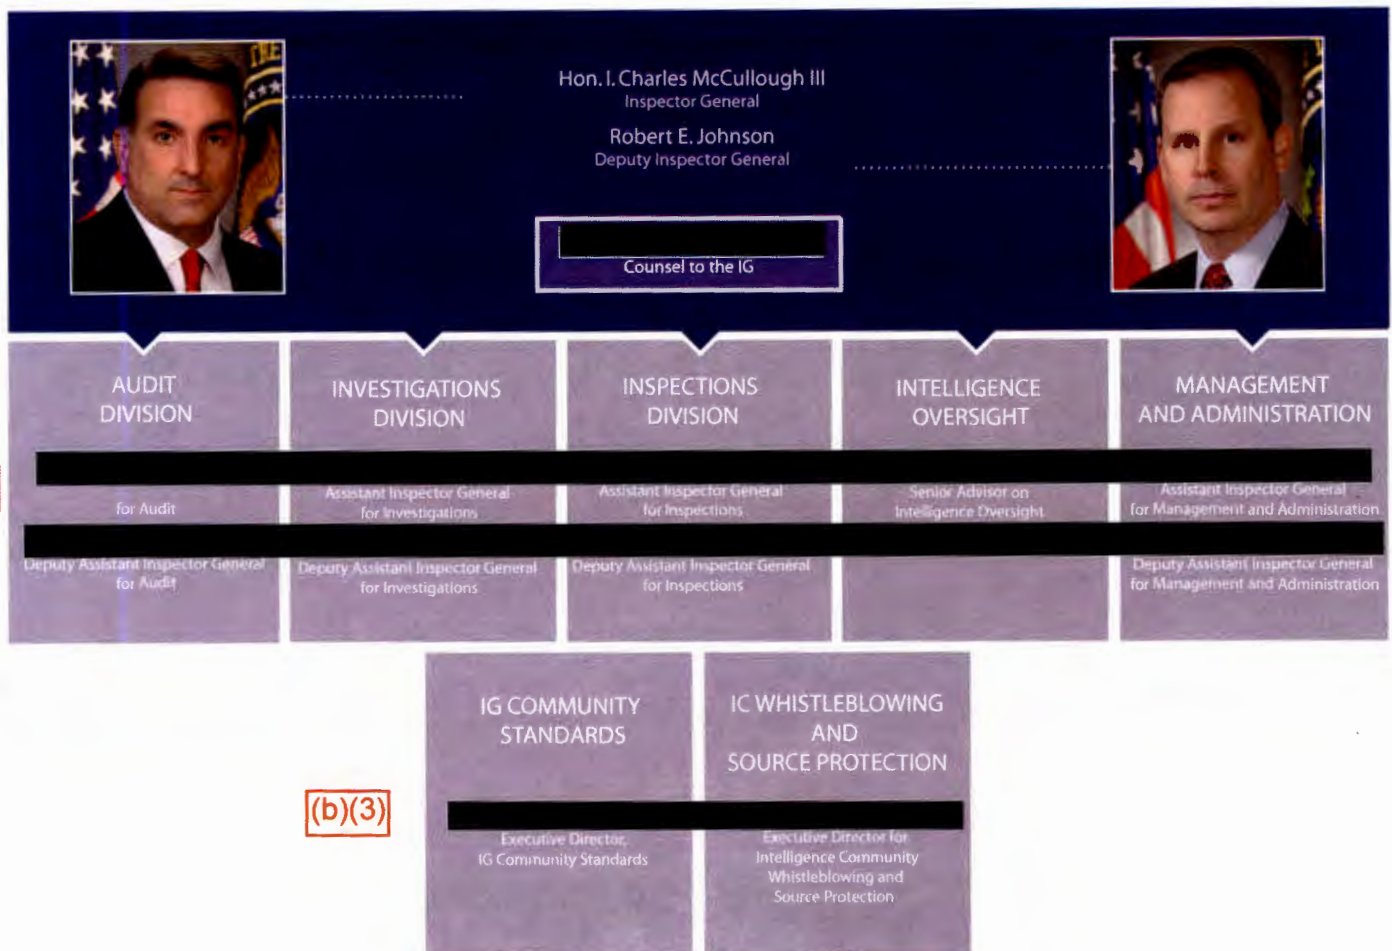 THE
Hon. I. Charles McCullough III
Inspector General
Robert E. Johnson
Deputy Inspector General
Counsel to the IG
AUDIT
DIVISION
for Audit
Deputy Assistant Inspector General
for Audit
INVESTIGATIONS
DIVISION
Assistant Inspector General
for Investigations
Deputy Assistant Inspector General
for Investigations
INSPECTIONS
DIVISION
Assistant Inspector General
for Inspections
Deputy Assistant Inspector General
for Inspections
INTELLIGENCE
OVERSIGHT
Senior Advisor on
Intelligence Oversight
MANAGEMENT
AND ADMINISTRATION
Assistant Inspector General
for Management and Administration
Deputy Assistant Inspector General
for Management and Administration
IG COMMUNITY
STANDARDS
Executive Director,
IG Community Standards
IC WHISTLEBLOWING
AND
SOURCE PROTECTION
Executive Director for
Intelligence Community
Whistleblowing and
Source Protection
(b)(3)